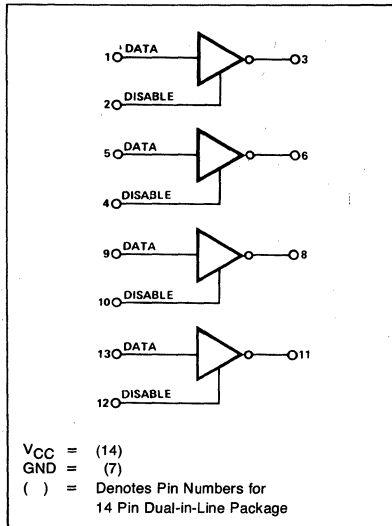 1 DATA 3
2 DISABLE
5 DATA 6
4 DISABLE
9 DATA 8
10 DISABLE
13 DATA 11
12 DISABLE
VCC = (14)
GND = (7)
( ) = Denotes Pin Numbers for
14 Pin Dual-in-Line Package